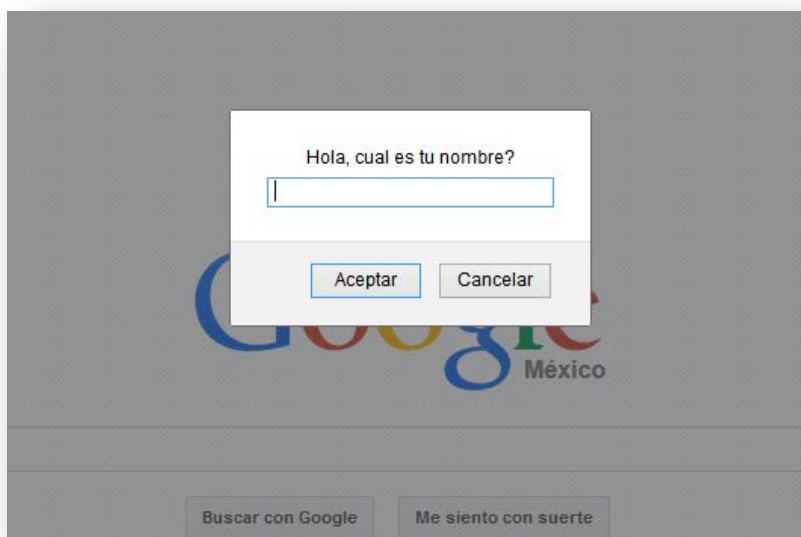 Hola, cual es tu nombre?
Aceptar Cancelar
Google
México
Buscar con Google Me siento con suerte